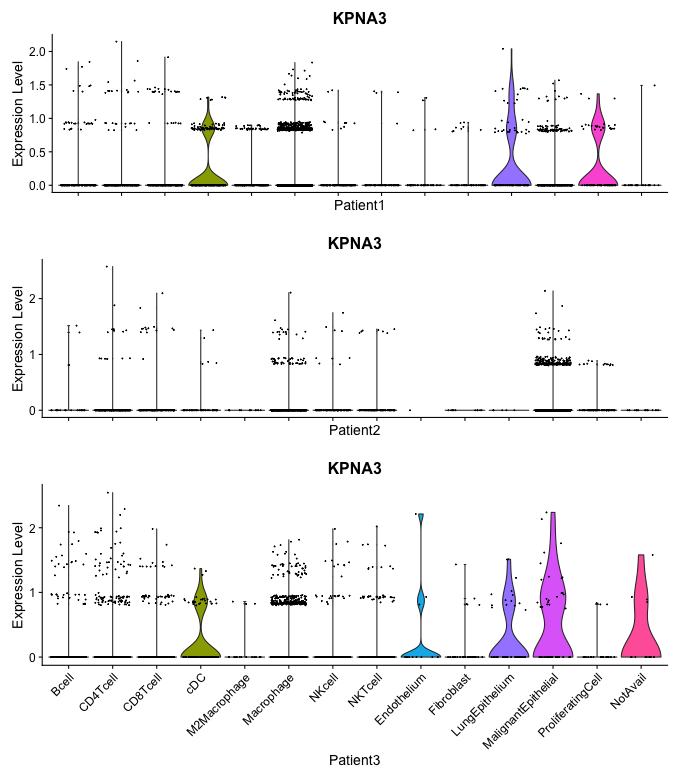 KPNA3
Expression Level
2.0
1.5
1.0
0.5
0.0
Patient1
KPNA3
Expression Level
2
1
0
Patient2
KPNA3
Expression Level
2
1
0
Bcell
CD4Tcell
CD8Tcell
cDC
M2Macrophage
Macrophage
NKcell
NKTcell
Endothelium
Fibroblast
LungEpithelium
MalignantEpithelial
ProliferatingCell
NotAvail
Patient3